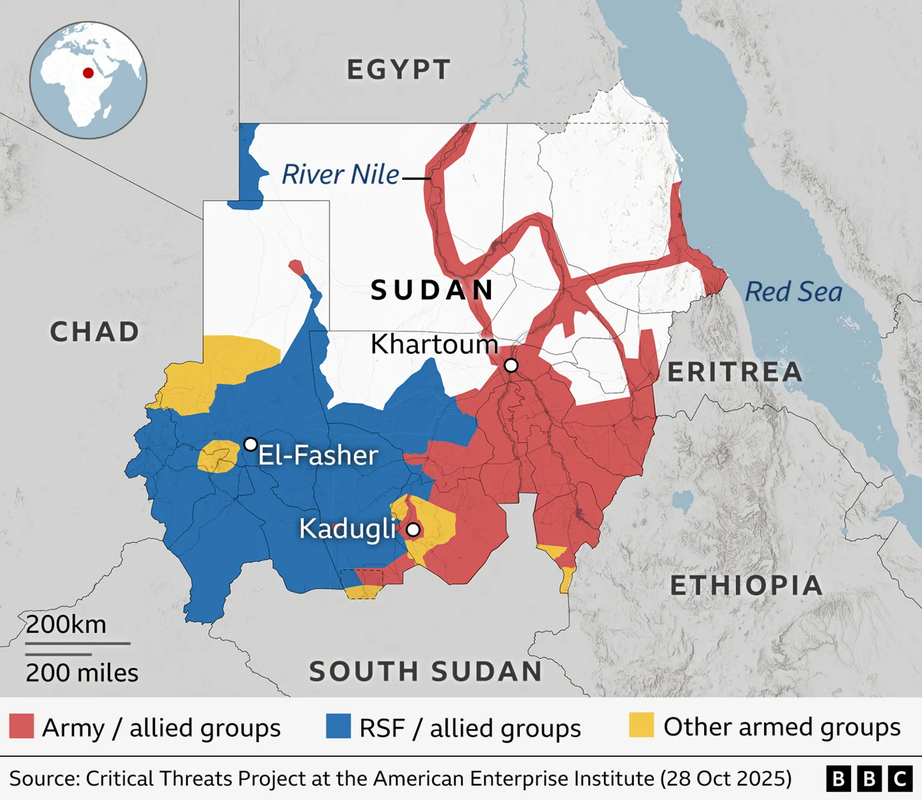 EGYPT
River Nile
SUDAN
Red Sea
CHAD
Khartoum
ERITREA
El-Fasher
Kadugli
ETHIOPIA
200km
200 miles
SOUTH SUDAN
Army / allied groups
RSF / allied groups
Other armed groups
Source: Critical Threats Project at the American Enterprise Institute (28 Oct 2025)
BBC